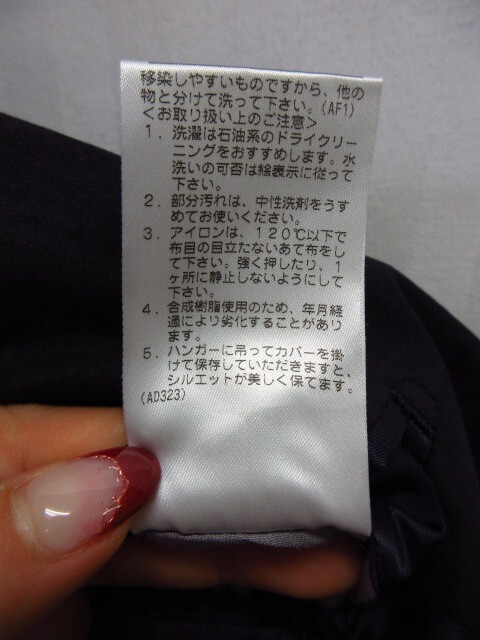 移染しやすいものですから、他の
物と分けて洗って下さい。(AF1)
＜お取り扱い上のご注意＞
1．洗濯は石油系のドライクリー
ニングをおすすめします。水
洗いの可否は絵表示に従って
下さい。
2．部分汚れは、中性洗剤をうす
めてお使いください。
3．アイロンは、120℃以下で
布目の目立たないあて布をし
て下さい。強く押したり、1
ヶ所に静止しないようにして
下さい。
4．合成樹脂使用のため、年月経
過により劣化することがあり
ます。
5．ハンガーに吊ってカバーを掛
けて保存していただきますと、
シルエットが美しく保てます。
(AD323)